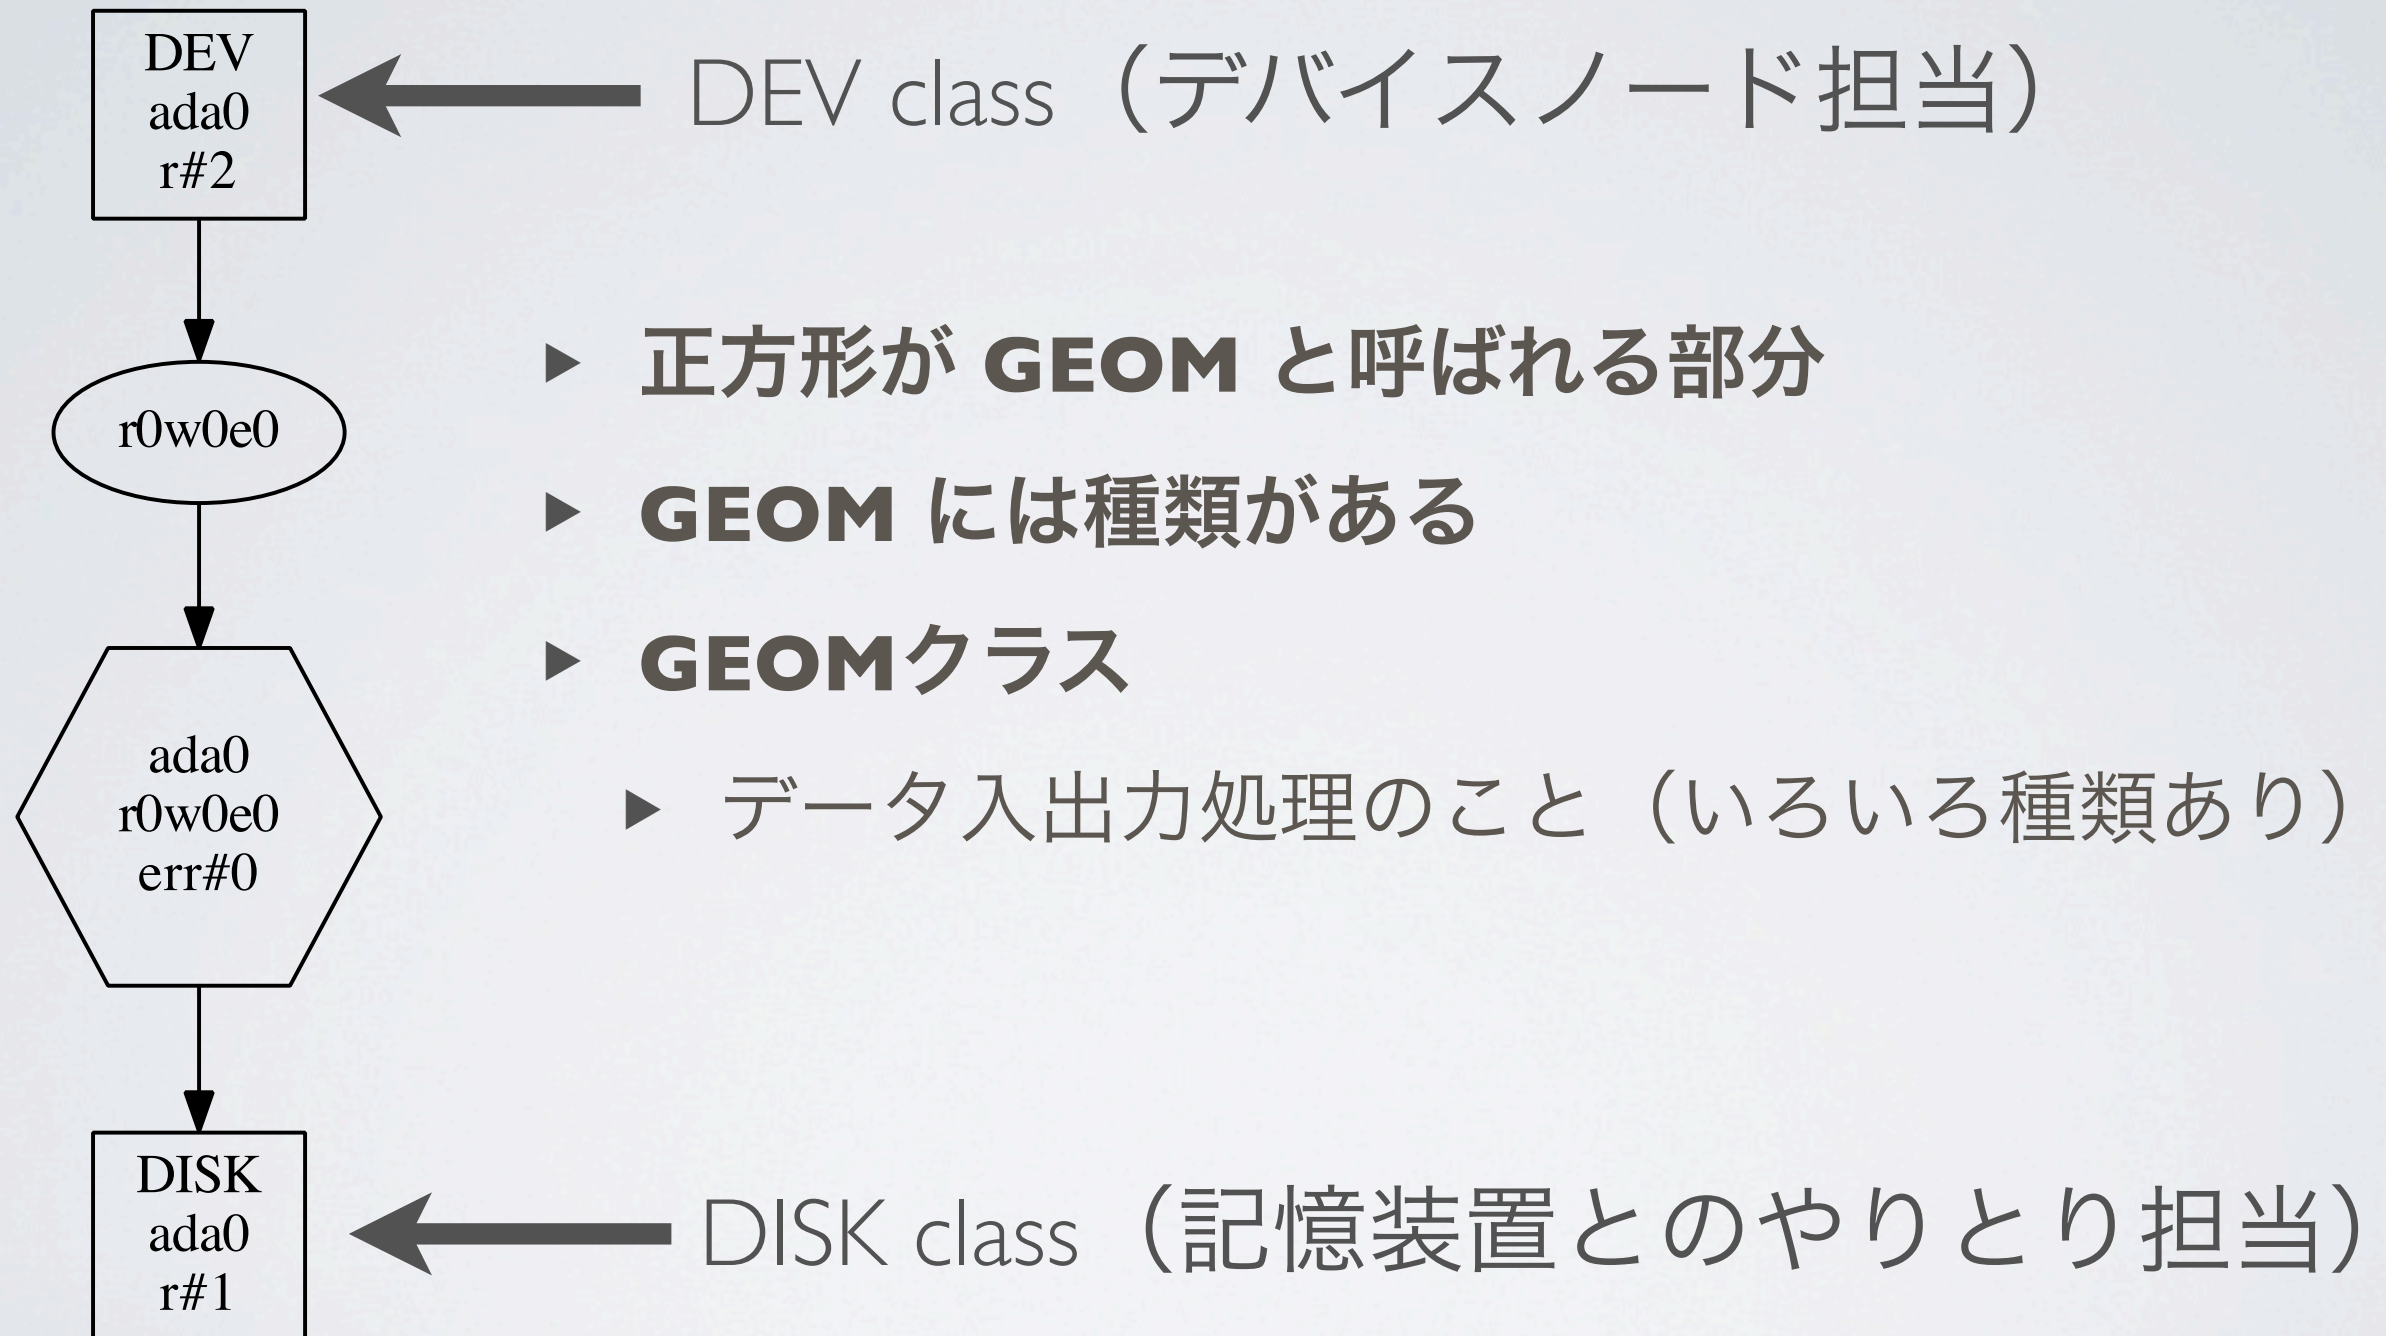 DEV
ada0
r#2
DEV class（デバイスノード担当）
r0w0e0
▶ 正方形が GEOM と呼ばれる部分
▶ GEOM には種類がある
▶ GEOMクラス
▶ データ入出力処理のこと（いろいろ種類あり）
ada0
r0w0e0
err#0
DISK
ada0
r#1
DISK class（記憶装置とのやりとり担当）